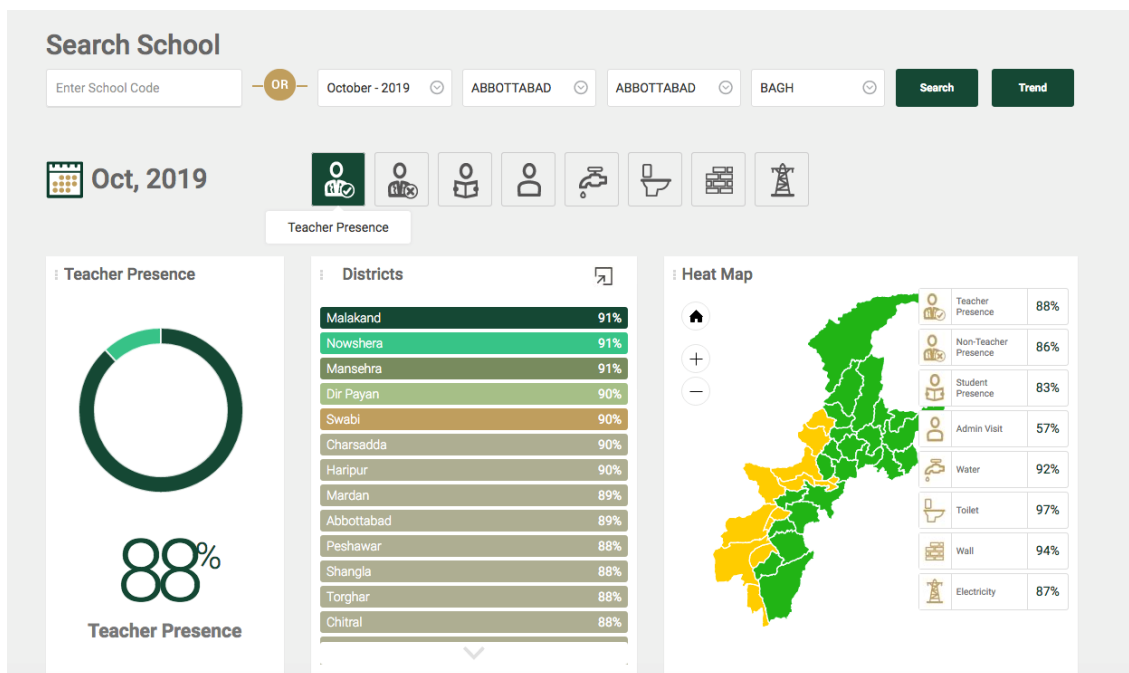 Search School
Enter School Code
OR
October - 2019
ABBOTTABAD
ABBOTTABAD
BAGH
Search
Trend
Oct, 2019
Teacher Presence
Teacher Presence
88%
Teacher Presence
Districts
Malakand 91%
Nowshera 91%
Mansehra 91%
Dir Payan 90%
Swabi 90%
Charsadda 90%
Haripur 90%
Mardan 89%
Abbottabad 89%
Peshawar 88%
Shangla 88%
Torghar 88%
Chitral 88%
Heat Map
Teacher
Presence 88%
Non-Teacher
Presence 86%
Student
Presence 83%
Admin Visit 57%
Water 92%
Toilet 97%
Wall 94%
Electricity 87%